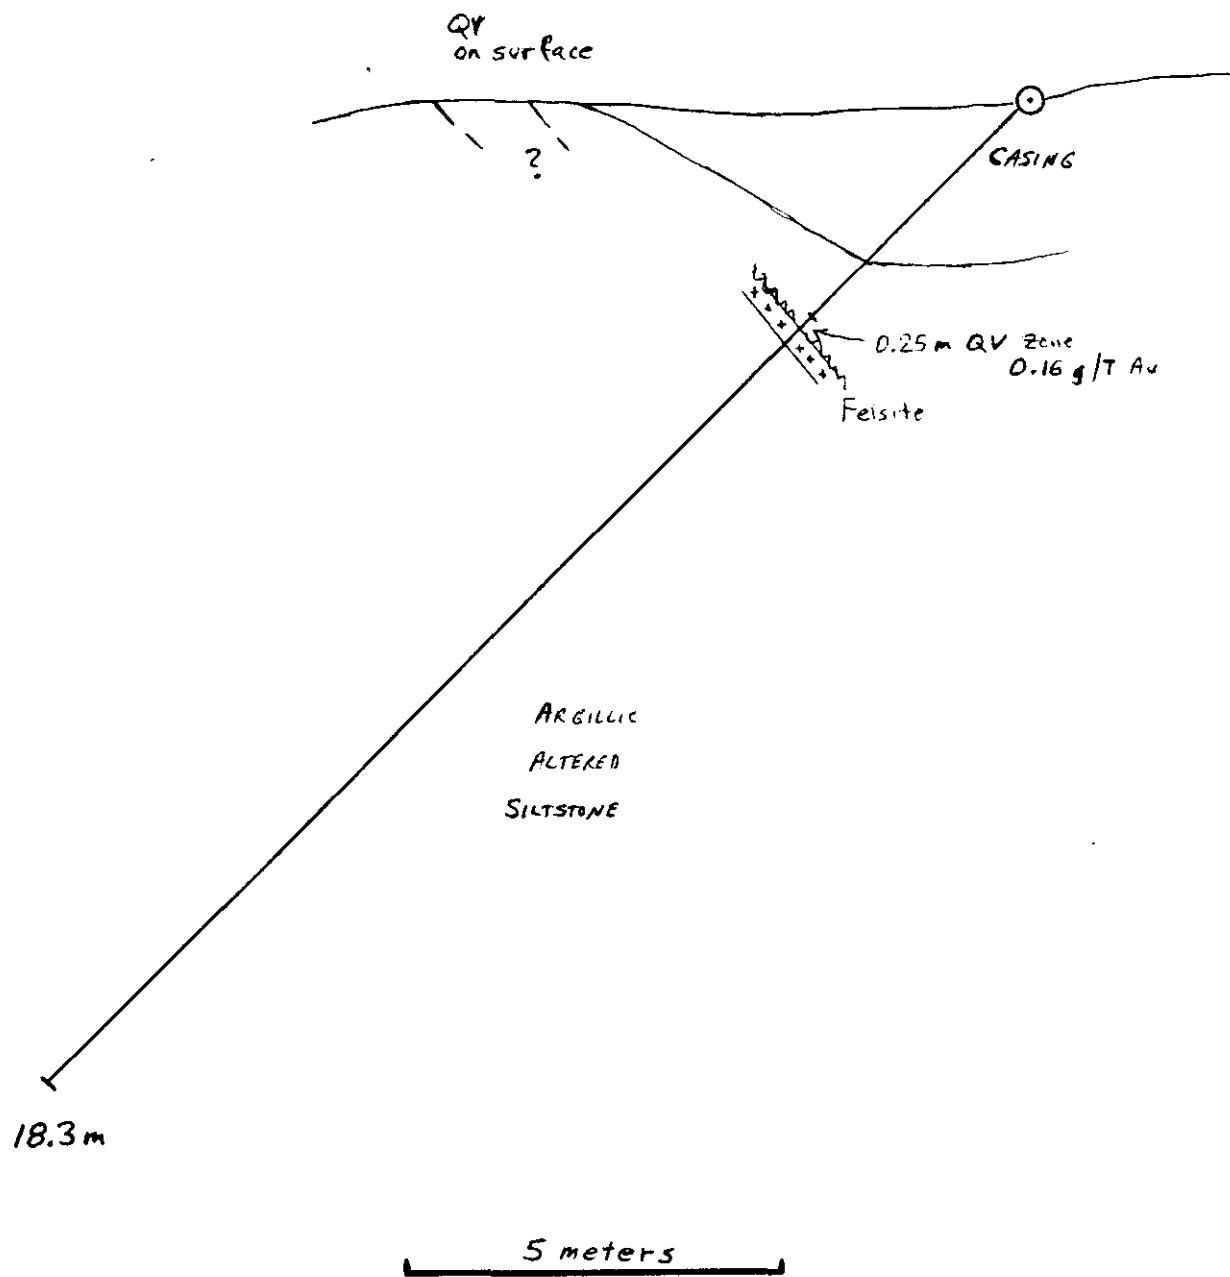 QV
on surface
?
CASING
0.25 m QV Zone
0.16 g/T Au
Felsite
ARGILLIC
ALTERED
SILTSTONE
18.3 m
5 meters